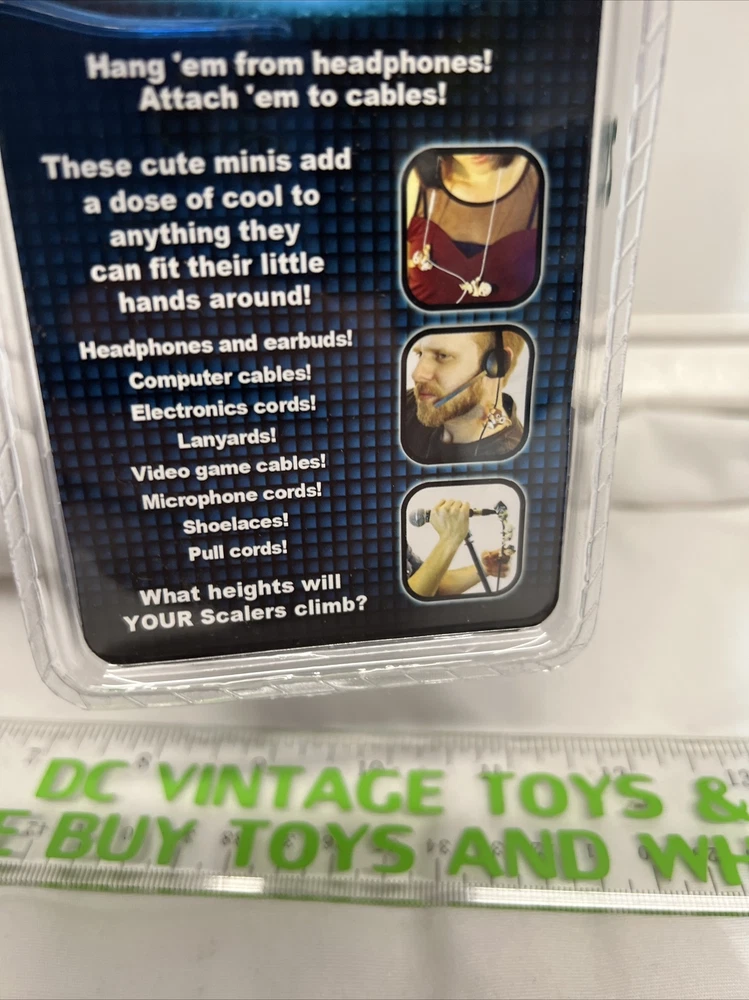 Hang 'em from headphones!
Attach 'em to cables!
These cute minis add
a dose of cool to
anything they
can fit their little
hands around!
Headphones and earbuds!
Computer cables!
Electronics cords!
Lanyards!
Video game cables!
Microphone cords!
Shoelaces!
Pull cords!
What heights will
YOUR Scalers climb?
DC VINTAGE TOYS &
E BUY TOYS AND WH